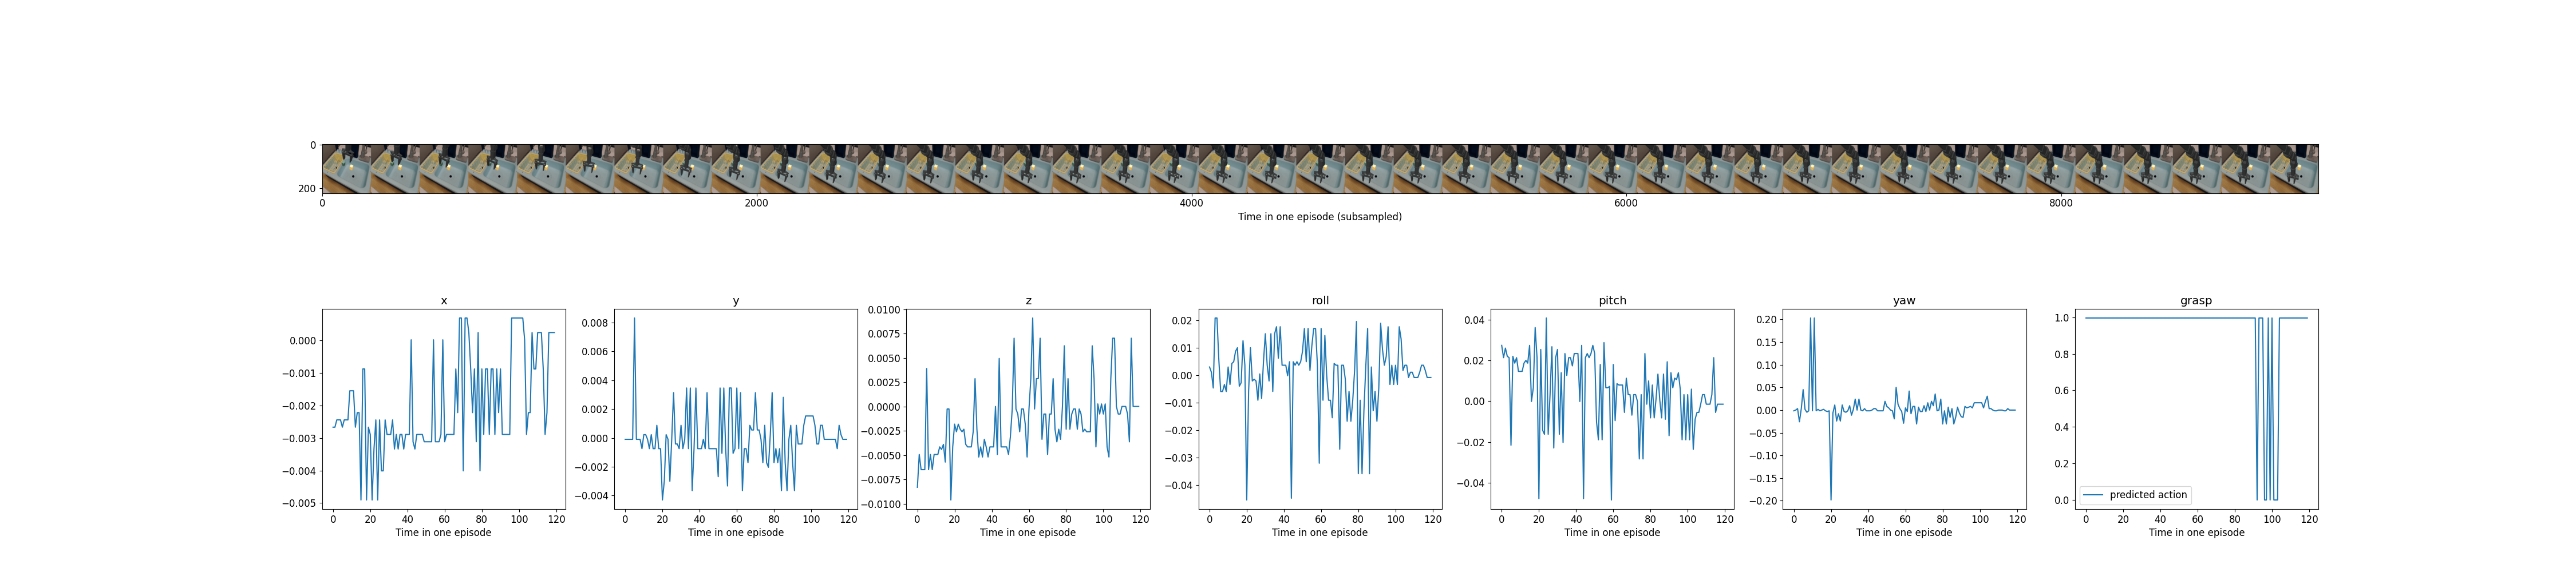 0
200
0 2000 4000 6000 8000
Time in one episode (subsampled)
x
0.000
−0.001
−0.002
−0.003
−0.004
−0.005
0 20 40 60 80 100 120
Time in one episode
y
0.008
0.006
0.004
0.002
0.000
−0.002
−0.004
0 20 40 60 80 100 120
Time in one episode
z
0.0100
0.0075
0.0050
0.0025
0.0000
−0.0025
−0.0050
−0.0075
−0.0100
0 20 40 60 80 100 120
Time in one episode
roll
0.02
0.01
0.00
−0.01
−0.02
−0.03
−0.04
0 20 40 60 80 100 120
Time in one episode
pitch
0.04
0.02
0.00
−0.02
−0.04
0 20 40 60 80 100 120
Time in one episode
yaw
0.20
0.15
0.10
0.05
0.00
−0.05
−0.10
−0.15
−0.20
0 20 40 60 80 100 120
Time in one episode
grasp
1.0
0.8
0.6
0.4
0.2
0.0
predicted action
0 20 40 60 80 100 120
Time in one episode